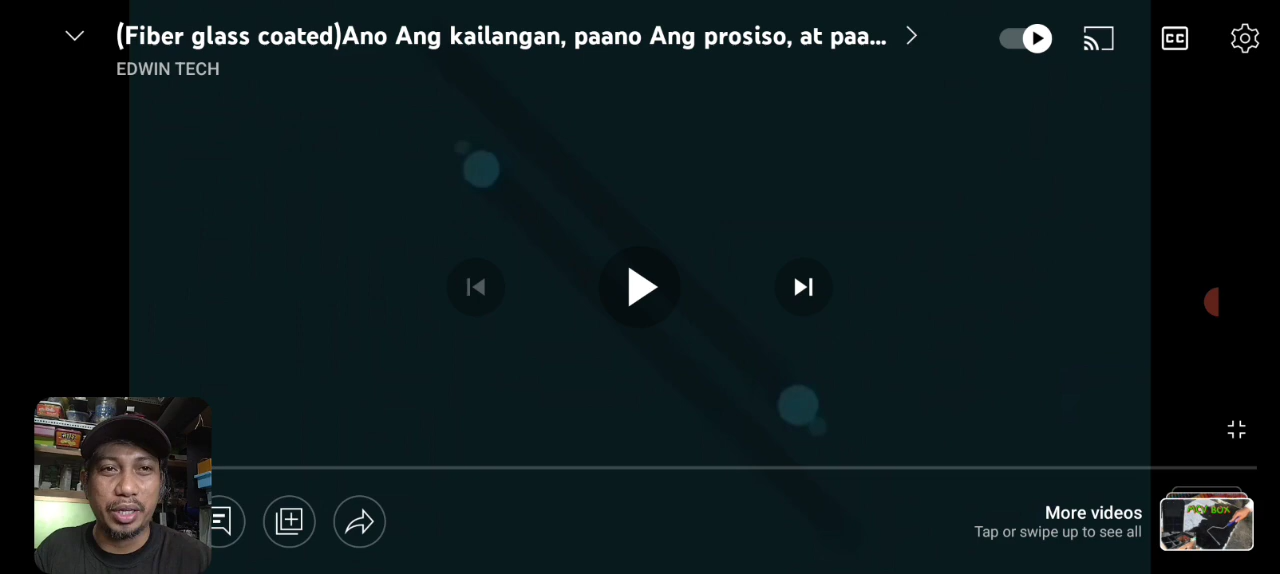 (Fiber glass coated)Ano Ang kailangan, paano Ang prosiso, at paa...
EDWIN TECH
CC
More videos
Tap or swipe up to see all